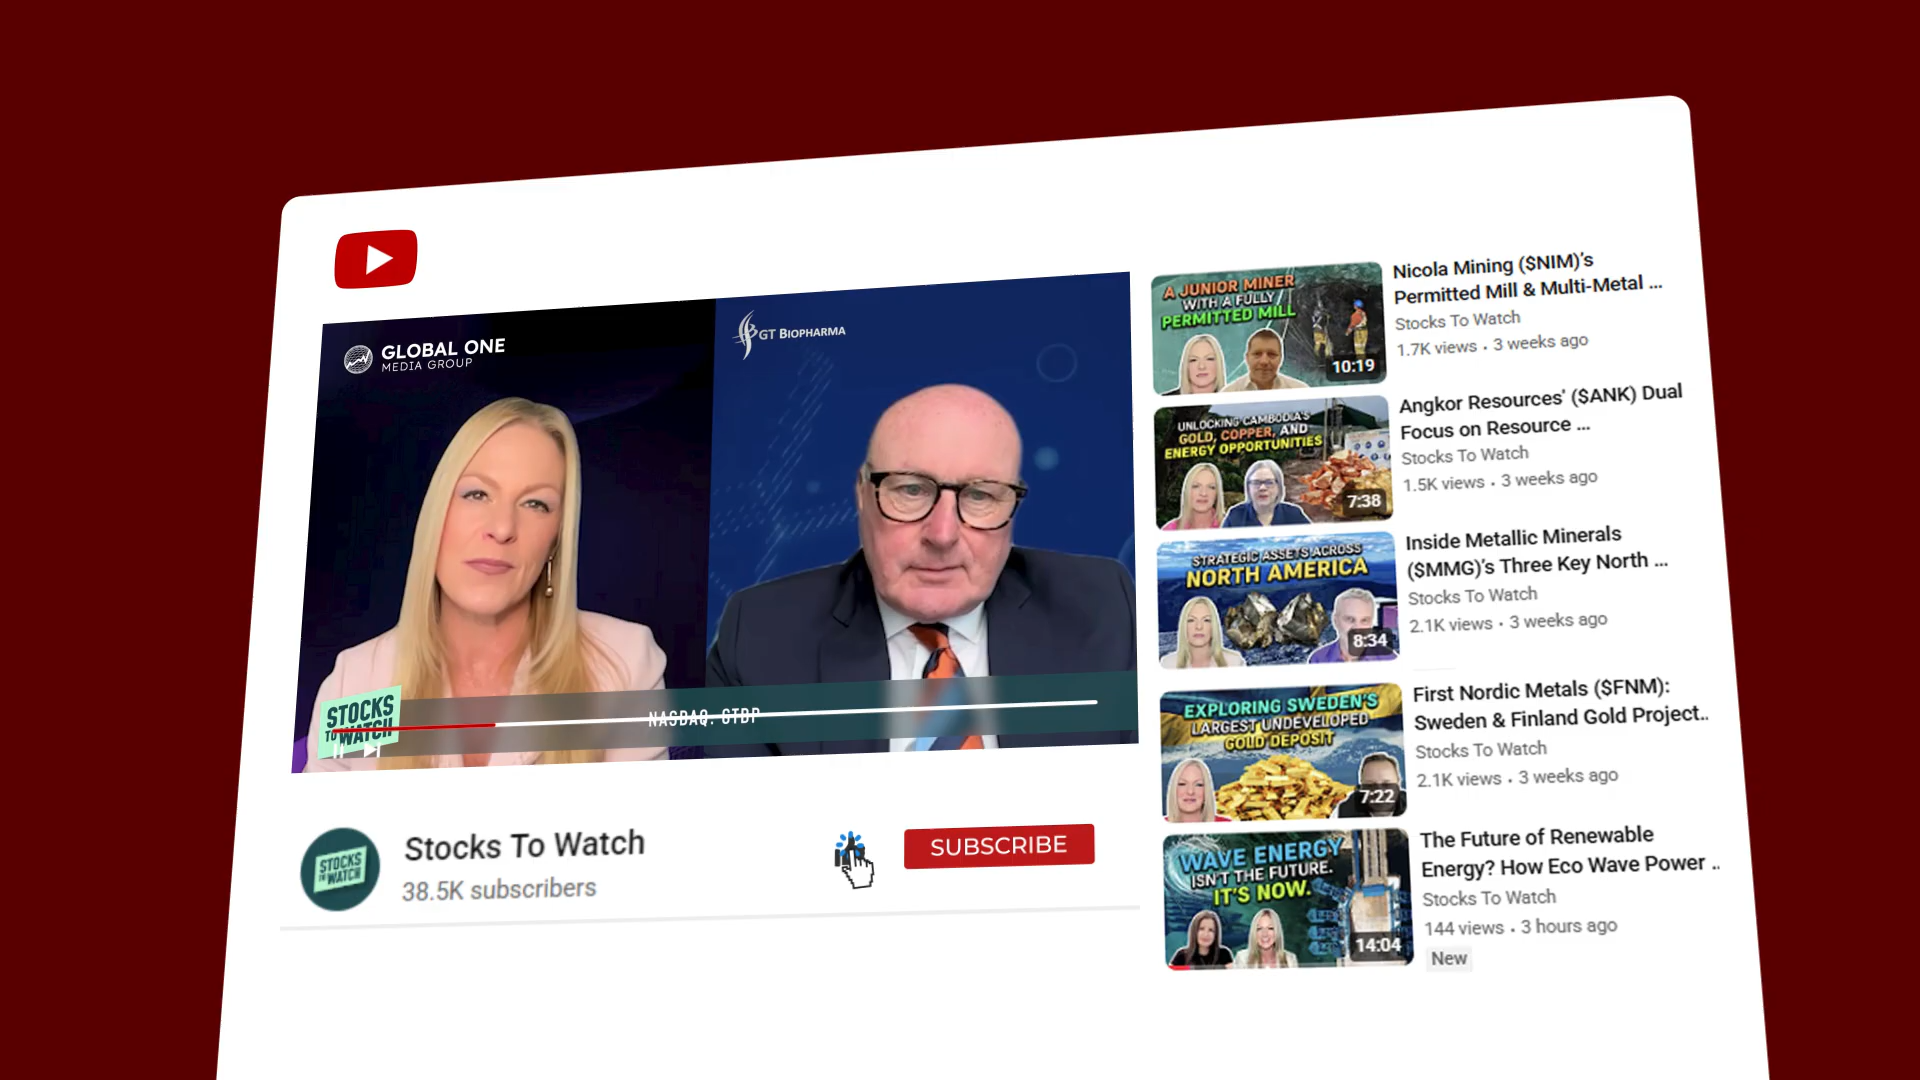 GLOBAL ONE
MEDIA GROUP
GT BIOPHARMA
STOCKS
TO WATCH
NASDAQ: GTBP
STOCKS
TO WATCH
Stocks To Watch
38.5K subscribers
SUBSCRIBE
A JUNIOR MINER
WITH A FULLY
PERMITTED MILL
10:19
Nicola Mining ($NIM)'s
Permitted Mill & Multi-Metal ...
Stocks To Watch
1.7K views • 3 weeks ago
UNLOCKING CAMBODIA'S
GOLD, COPPER, AND
ENERGY OPPORTUNITIES
7:38
Angkor Resources' ($ANK) Dual
Focus on Resource ...
Stocks To Watch
1.5K views • 3 weeks ago
STRATEGIC ASSETS ACROSS
NORTH AMERICA
8:34
Inside Metallic Minerals
($MMG)'s Three Key North ...
Stocks To Watch
2.1K views • 3 weeks ago
EXPLORING SWEDEN'S
LARGEST UNDEVELOPED
GOLD DEPOSIT
7:22
First Nordic Metals ($FNM):
Sweden & Finland Gold Project..
Stocks To Watch
2.1K views • 3 weeks ago
WAVE ENERGY
ISN'T THE FUTURE.
IT'S NOW.
14:04
The Future of Renewable
Energy? How Eco Wave Power ..
Stocks To Watch
144 views • 3 hours ago
New